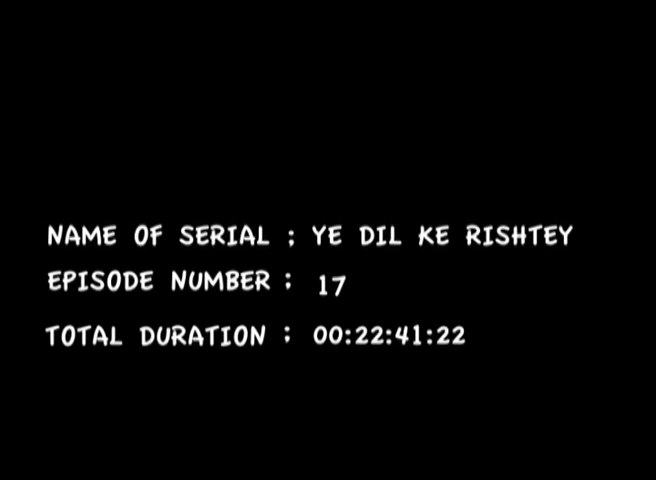 NAME OF SERIAL ; YE DIL KE RISHTEY
EPISODE NUMBER : 17
TOTAL DURATION : 00:22:41:22